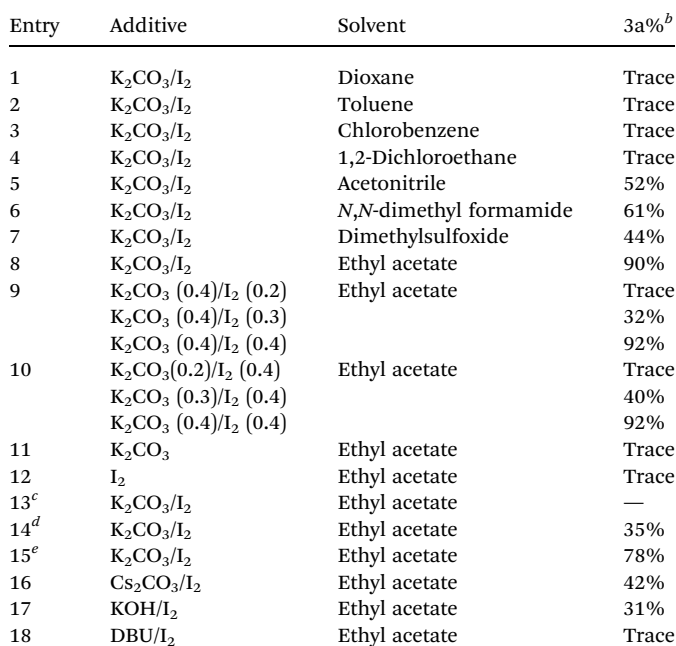 Entry Additive Solvent 3a%ᵇ
1 K₂CO₃/I₂ Dioxane Trace
2 K₂CO₃/I₂ Toluene Trace
3 K₂CO₃/I₂ Chlorobenzene Trace
4 K₂CO₃/I₂ 1,2-Dichloroethane Trace
5 K₂CO₃/I₂ Acetonitrile 52%
6 K₂CO₃/I₂ N,N-dimethyl formamide 61%
7 K₂CO₃/I₂ Dimethylsulfoxide 44%
8 K₂CO₃/I₂ Ethyl acetate 90%
9 K₂CO₃ (0.4)/I₂ (0.2) Ethyl acetate Trace
K₂CO₃ (0.4)/I₂ (0.3) 32%
K₂CO₃ (0.4)/I₂ (0.4) 92%
10 K₂CO₃(0.2)/I₂ (0.4) Ethyl acetate Trace
K₂CO₃ (0.3)/I₂ (0.4) 40%
K₂CO₃ (0.4)/I₂ (0.4) 92%
11 K₂CO₃ Ethyl acetate Trace
12 I₂ Ethyl acetate Trace
13ᶜ K₂CO₃/I₂ Ethyl acetate —
14ᵈ K₂CO₃/I₂ Ethyl acetate 35%
15ᵉ K₂CO₃/I₂ Ethyl acetate 78%
16 Cs₂CO₃/I₂ Ethyl acetate 42%
17 KOH/I₂ Ethyl acetate 31%
18 DBU/I₂ Ethyl acetate Trace